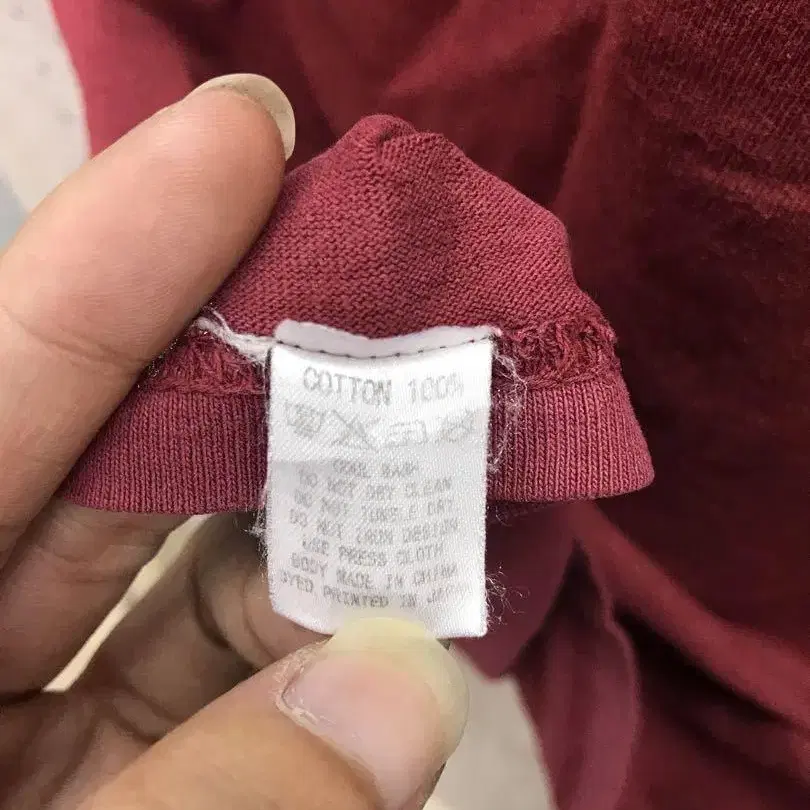 COTTON 100%
COOL WASH
DO NOT DRY CLEAN
DO NOT TUMBLE DRY
DO NOT IRON DESIGN
USE PRESS CLOTH
BODY MADE IN CHINA
DYED, PRINTED IN JAP